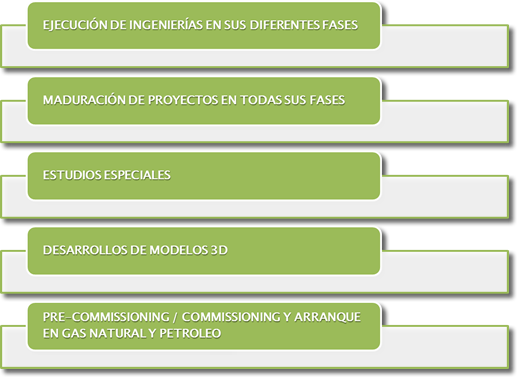 EJECUCIÓN DE INGENIERÍAS EN SUS DIFERENTES FASES
MADURACIÓN DE PROYECTOS EN TODAS SUS FASES
ESTUDIOS ESPECIALES
DESARROLLOS DE MODELOS 3D
PRE-COMMISSIONING / COMMISSIONING Y ARRANQUE
EN GAS NATURAL Y PETROLEO